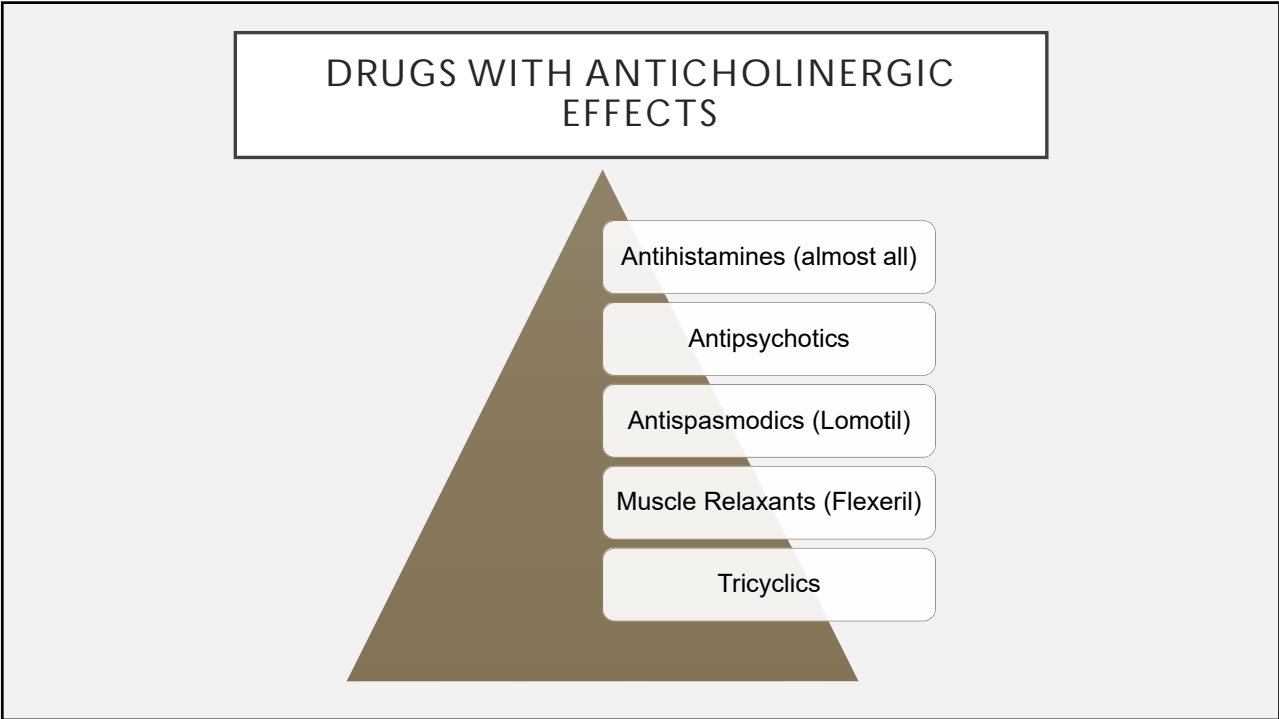 DRUGS WITH ANTICHOLINERGIC
EFFECTS
Antihistamines (almost all)
Antipsychotics
Antispasmodics (Lomotil)
Muscle Relaxants (Flexeril)
Tricyclics